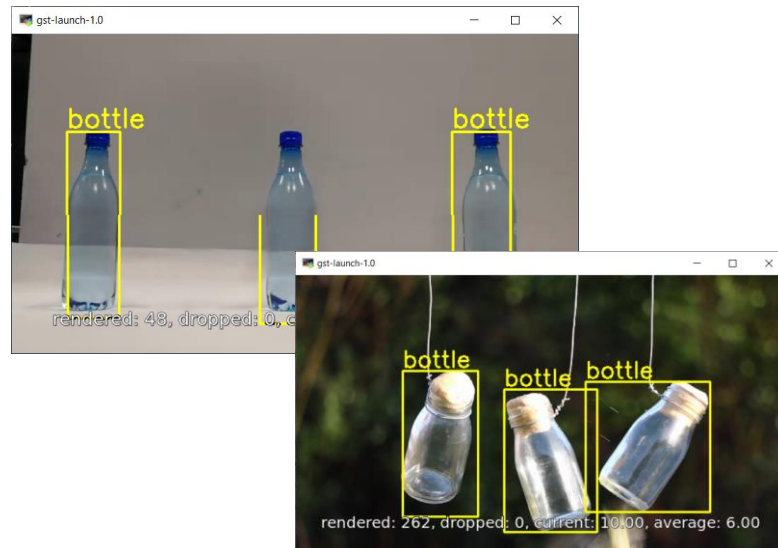 gst-launch-1.0
bottle
bottle
rendered: 48, dropped: 0, c
gst-launch-1.0
bottle
bottle
bottle
rendered: 262, dropped: 0, current: 10.00, average: 6.00